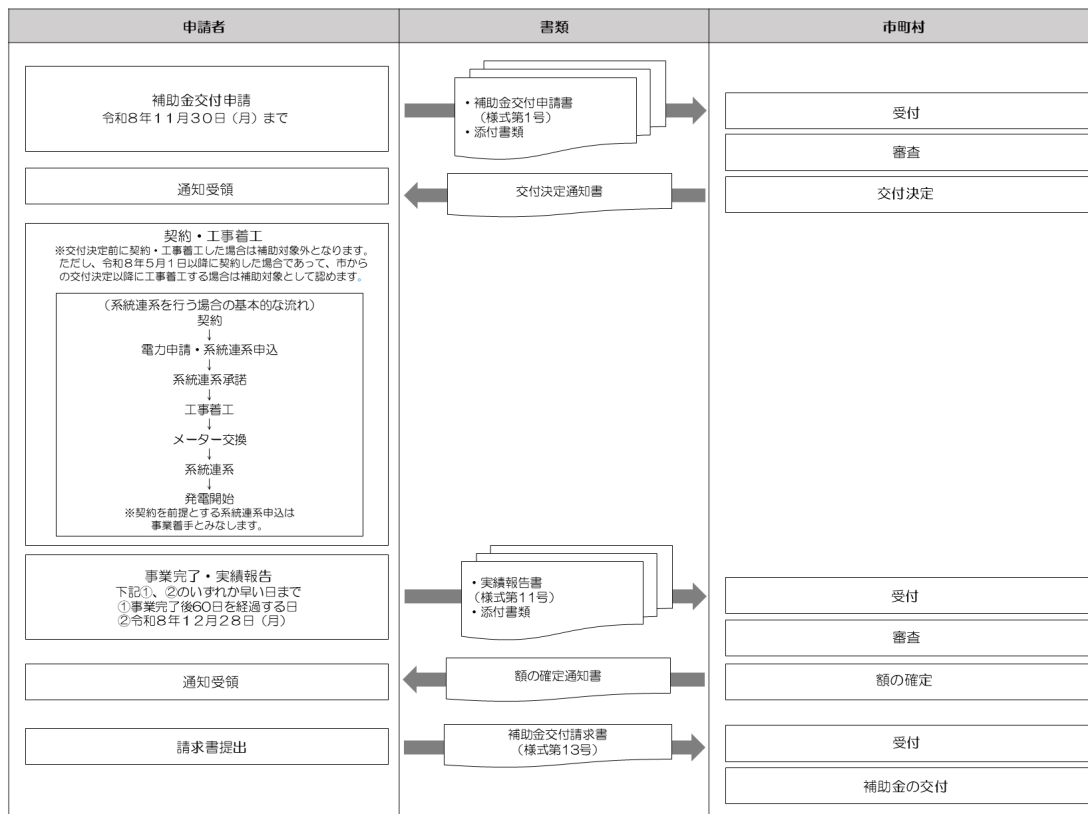 申請者
書類
市町村
補助金交付申請
令和8年11月30日（月）まで
・補助金交付申請書
（様式第1号）
・添付書類
受付
審査
通知受領
交付決定通知書
交付決定
契約・工事着工
※交付決定前に契約・工事着工した場合は補助対象外となります。
ただし、令和8年5月1日以降に契約した場合であって、市から
の交付決定以降に工事着工する場合は補助対象として認めます。
（系統連系を行う場合の基本的な流れ）
契約
↓
電力申請・系統連系申込
↓
系統連系承諾
↓
工事着工
↓
メーター交換
↓
系統連系
↓
発電開始
※契約を前提とする系統連系申込は
事業着手とみなします。
事業完了・実績報告
下記①、②のいずれか早い日まで
①事業完了後60日を経過する日
②令和8年12月28日（月）
・実績報告書
（様式第11号）
・添付書類
受付
審査
通知受領
額の確定通知書
額の確定
請求書提出
補助金交付請求書
（様式第13号）
受付
補助金の交付